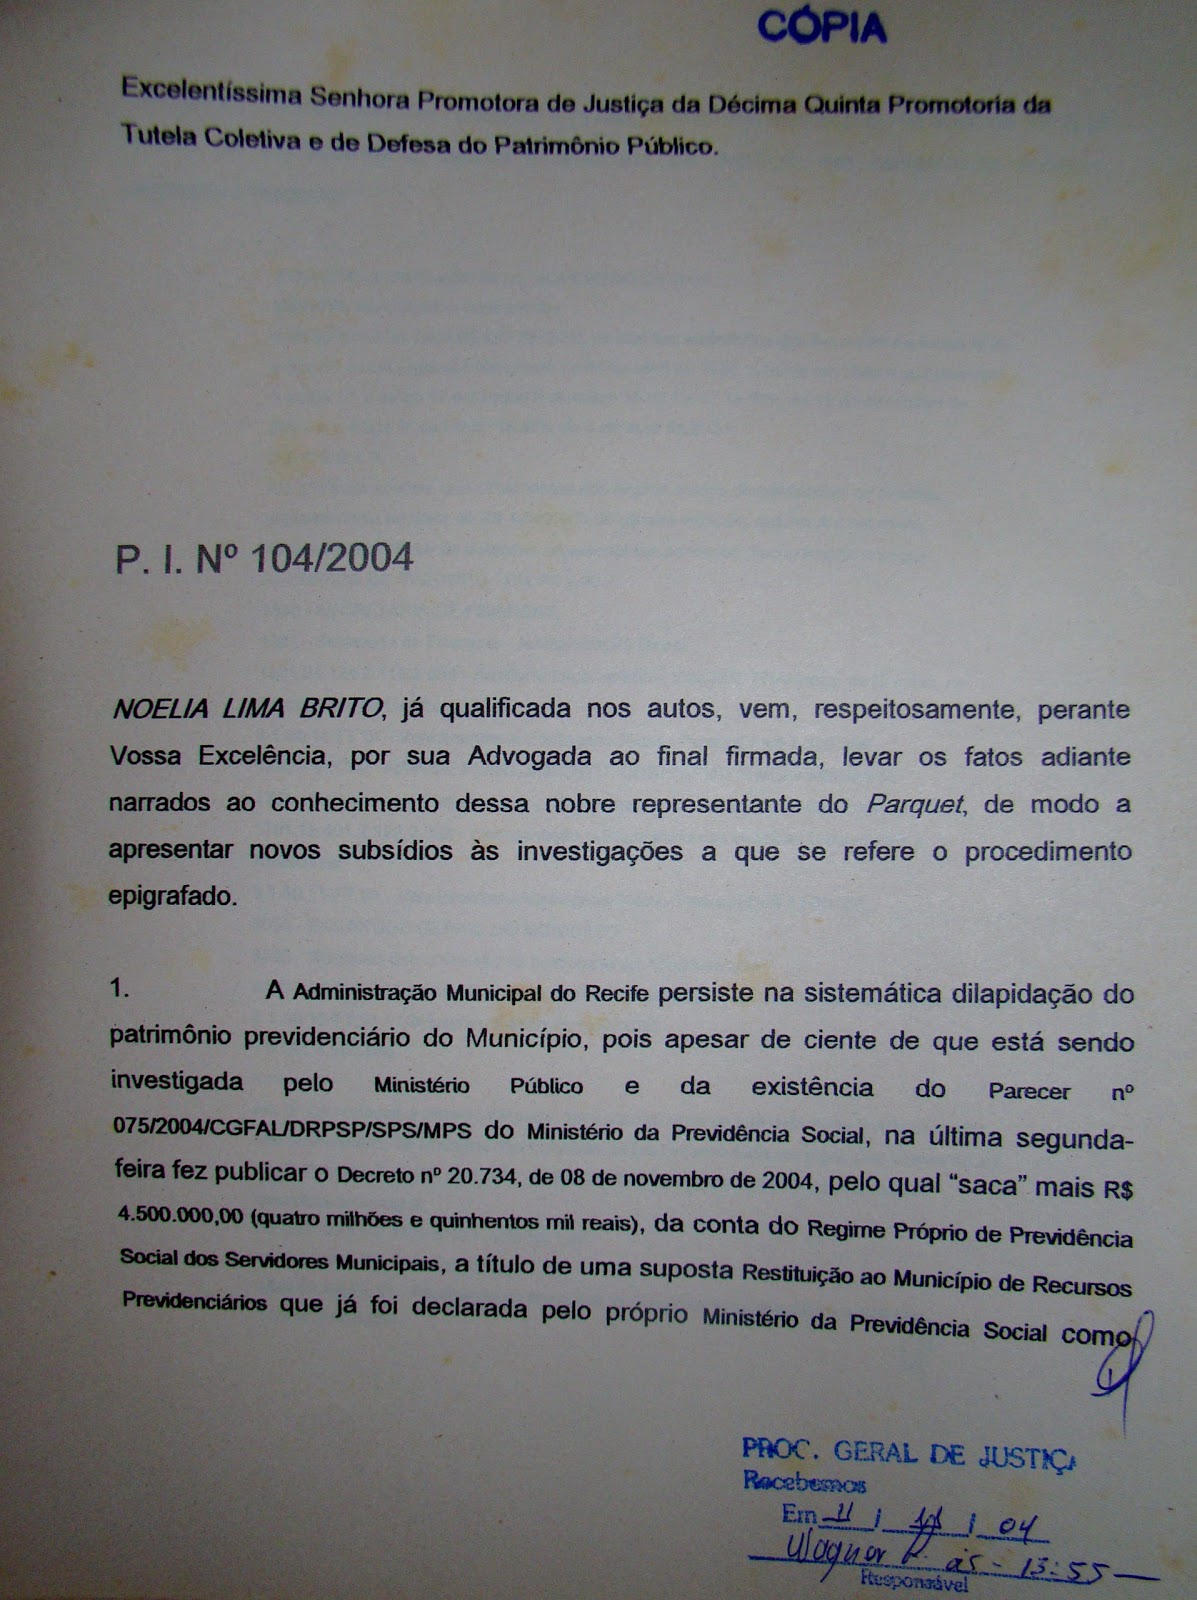 CÓPIA
Excelentíssima Senhora Promotora de Justiça da Décima Quinta Promotoria da
Tutela Coletiva e de Defesa do Patrimônio Público.
P. I. Nº 104/2004
NOELIA LIMA BRITO, já qualificada nos autos, vem, respeitosamente, perante
Vossa Excelência, por sua Advogada ao final firmada, levar os fatos adiante
narrados ao conhecimento dessa nobre representante do Parquet, de modo a
apresentar novos subsídios às investigações a que se refere o procedimento
epigrafado.
1. A Administração Municipal do Recife persiste na sistemática dilapidação do
patrimônio previdenciário do Município, pois apesar de ciente de que está sendo
investigada pelo Ministério Público e da existência do Parecer nº
075/2004/CGFAL/DRPSP/SPS/MPS do Ministério da Previdência Social, na última segunda-
feira fez publicar o Decreto nº 20.734, de 08 de novembro de 2004, pelo qual “saca” mais R$
4.500.000,00 (quatro milhões e quinhentos mil reais), da conta do Regime Próprio de Previdência
Social dos Servidores Municipais, a título de uma suposta Restituição ao Município de Recursos
Previdenciários que já foi declarada pelo próprio Ministério da Previdência Social como
PROC. GERAL DE JUSTIÇA
Recebemos
Em 11 / 11 / 04
Wagner às - 13:55
Responsável